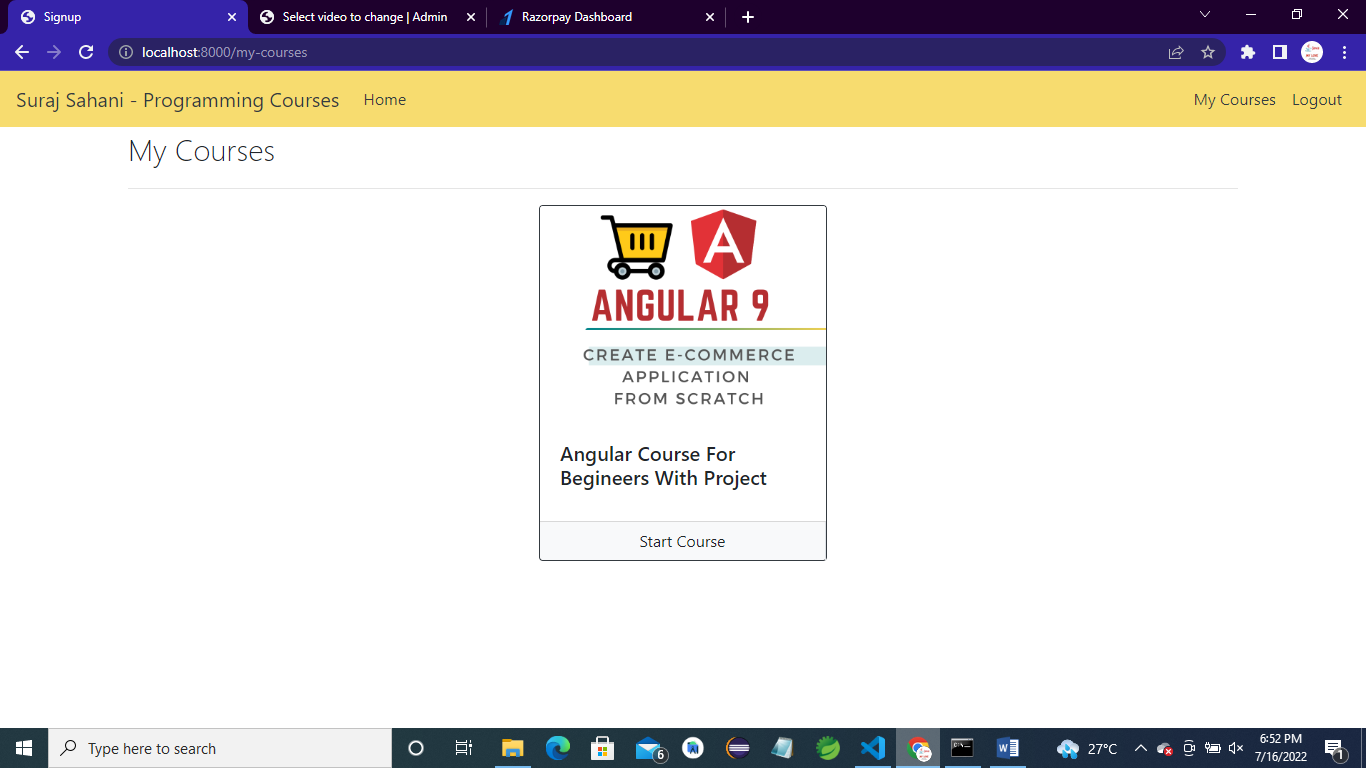 Signup
Select video to change | Admin
Razorpay Dashboard
localhost:8000/my-courses
Suraj Sahani - Programming Courses
Home
My Courses
Logout
My Courses
A
ANGULAR 9
CREATE E-COMMERCE
APPLICATION
FROM SCRATCH
Angular Course For
Begineers With Project
Start Course
Type here to search
6
27°C
6:52 PM
7/16/2022
1